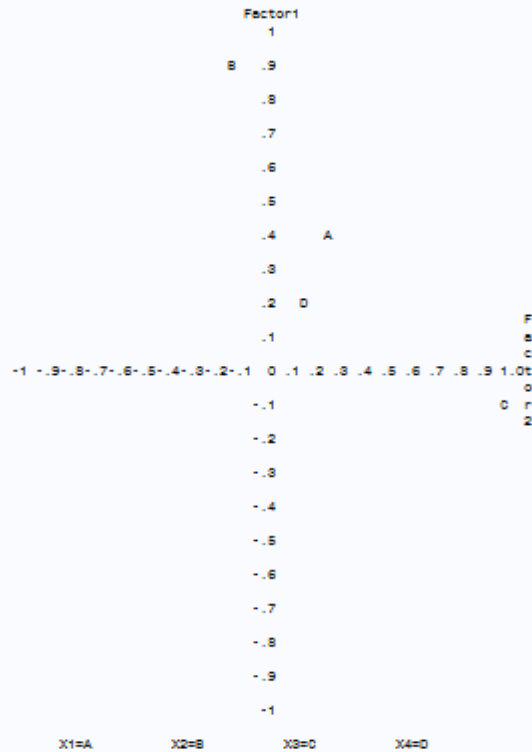 Factor1
1
B .9
.8
.7
.6
.5
.4 A
.3
.2 D F
.1 a
c
-1 -.9-.8-.7-.6-.5-.4-.3-.2-.1 0 .1 .2 .3 .4 .5 .6 .7 .8 .9 1.0t
o
-.1 C r
-.2 2
-.3
-.4
-.5
-.6
-.7
-.8
-.9
-1
X1=A X2=B X3=C X4=D